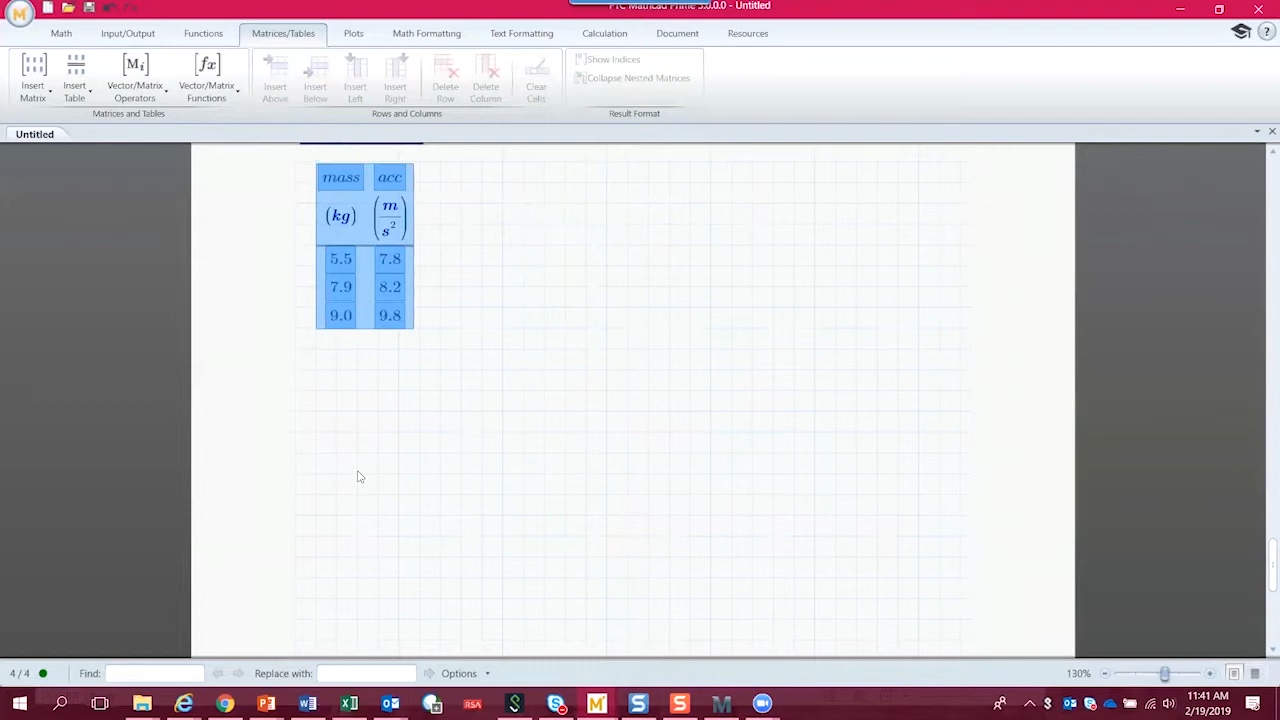 PTC Mathcad Prime 5.0.0.0 - Untitled
Math Input/Output Functions Matrices/Tables Plots Math Formatting Text Formatting Calculation Document Resources
Insert Matrix Insert Table Vector/Matrix Operators Vector/Matrix Functions Insert Above Insert Below Insert Left Insert Right Delete Row Delete Column Clear Cells Show Indices
Collapse Nested Matrices
Matrices and Tables Rows and Columns Result Format
Untitled
mass acc
(kg) (m/s²)
5.5 7.8
7.9 8.2
9.0 9.8
4 / 4 Find: Replace with: Options 130%
RSA
11:41 AM
2/19/2019